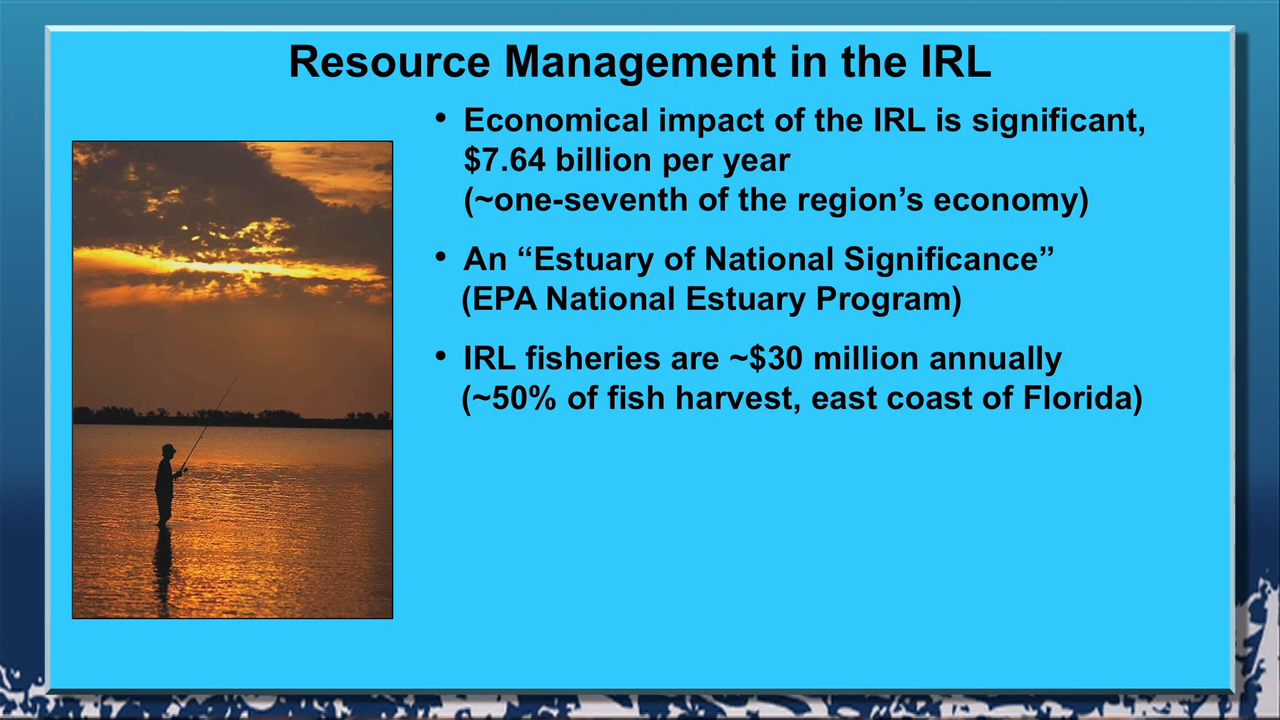 Resource Management in the IRL
• Economical impact of the IRL is significant,
$7.64 billion per year
(~one-seventh of the region’s economy)
• An “Estuary of National Significance”
(EPA National Estuary Program)
• IRL fisheries are ~$30 million annually
(~50% of fish harvest, east coast of Florida)